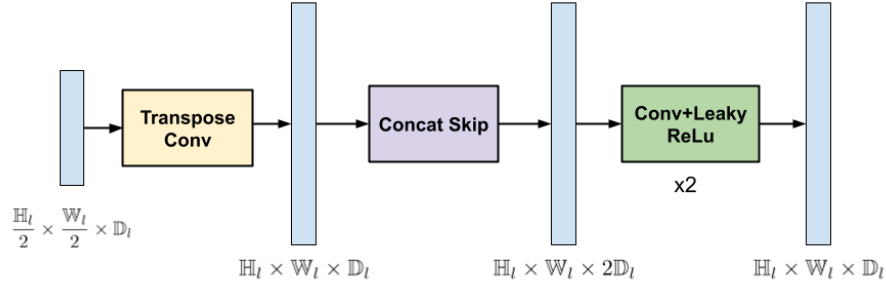 Transpose
Conv
Concat Skip
Conv+Leaky
ReLu
x2
ℍ_l/2 × 𝕎_l/2 × 𝔻_l
ℍ_l × 𝕎_l × 𝔻_l
ℍ_l × 𝕎_l × 2𝔻_l
ℍ_l × 𝕎_l × 𝔻_l